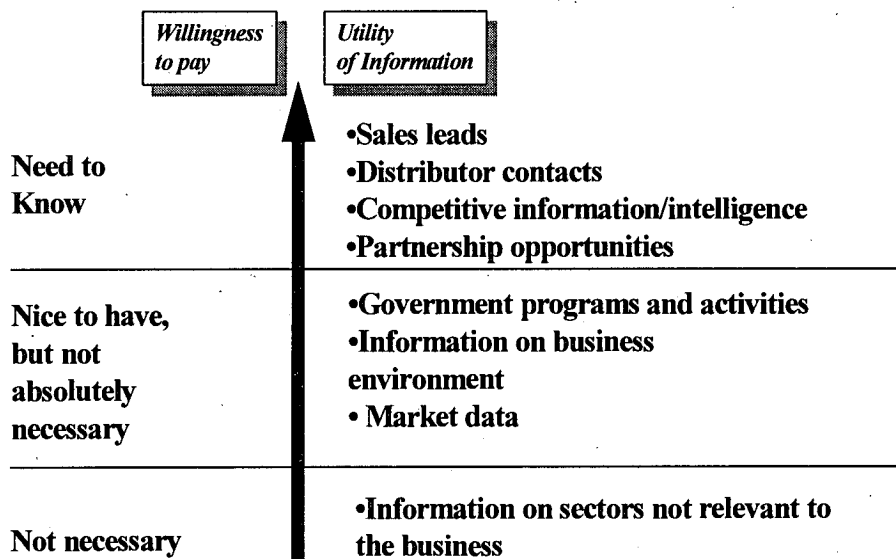 Willingness
to pay
Utility
of Information
Need to
Know
•Sales leads
•Distributor contacts
•Competitive information/intelligence
•Partnership opportunities
Nice to have,
but not
absolutely
necessary
•Government programs and activities
•Information on business
environment
• Market data
Not necessary
•Information on sectors not relevant to
the business